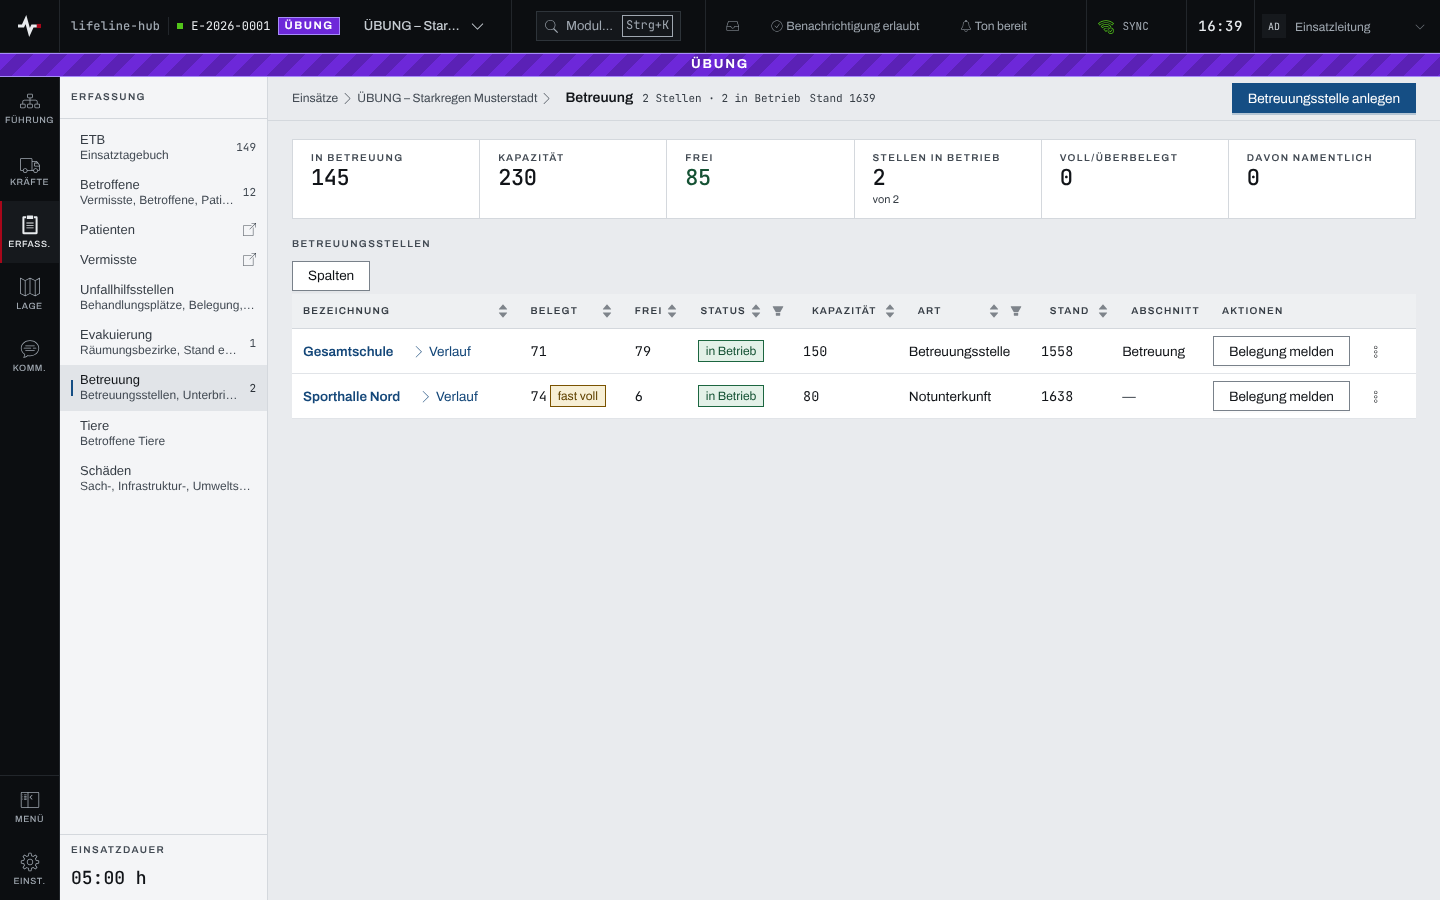 lifeline-hub E-2026-0001 ÜBUNG ÜBUNG – Star... Modul... Strg+K Benachrichtigung erlaubt Ton bereit SYNC 16:39 AD Einsatzleitung
ÜBUNG
FÜHRUNG
KRÄFTE
ERFASS.
LAGE
KOMM.
MENÜ
EINST.
ERFASSUNG
ETB
Einsatztagebuch
149
Betroffene
Vermisste, Betroffene, Pati...
12
Patienten
Vermisste
Unfallhilfsstellen
Behandlungsplätze, Belegung,...
Evakuierung
Räumungsbezirke, Stand e...
1
Betreuung
Betreuungsstellen, Unterbri...
2
Tiere
Betroffene Tiere
Schäden
Sach-, Infrastruktur-, Umwelts...
EINSATZDAUER
05:00 h
Einsätze ÜBUNG – Starkregen Musterstadt Betreuung 2 Stellen · 2 in Betrieb Stand 1639
Betreuungsstelle anlegen
IN BETREUUNG
145
KAPAZITÄT
230
FREI
85
STELLEN IN BETRIEB
2
von 2
VOLL/ÜBERBELEGT
0
DAVON NAMENTLICH
0
BETREUUNGSSTELLEN
Spalten
BEZEICHNUNG BELEGT FREI STATUS KAPAZITÄT ART STAND ABSCHNITT AKTIONEN
Gesamtschule Verlauf 71 79 in Betrieb 150 Betreuungsstelle 1558 Betreuung Belegung melden
Sporthalle Nord Verlauf 74 fast voll 6 in Betrieb 80 Notunterkunft 1638 — Belegung melden